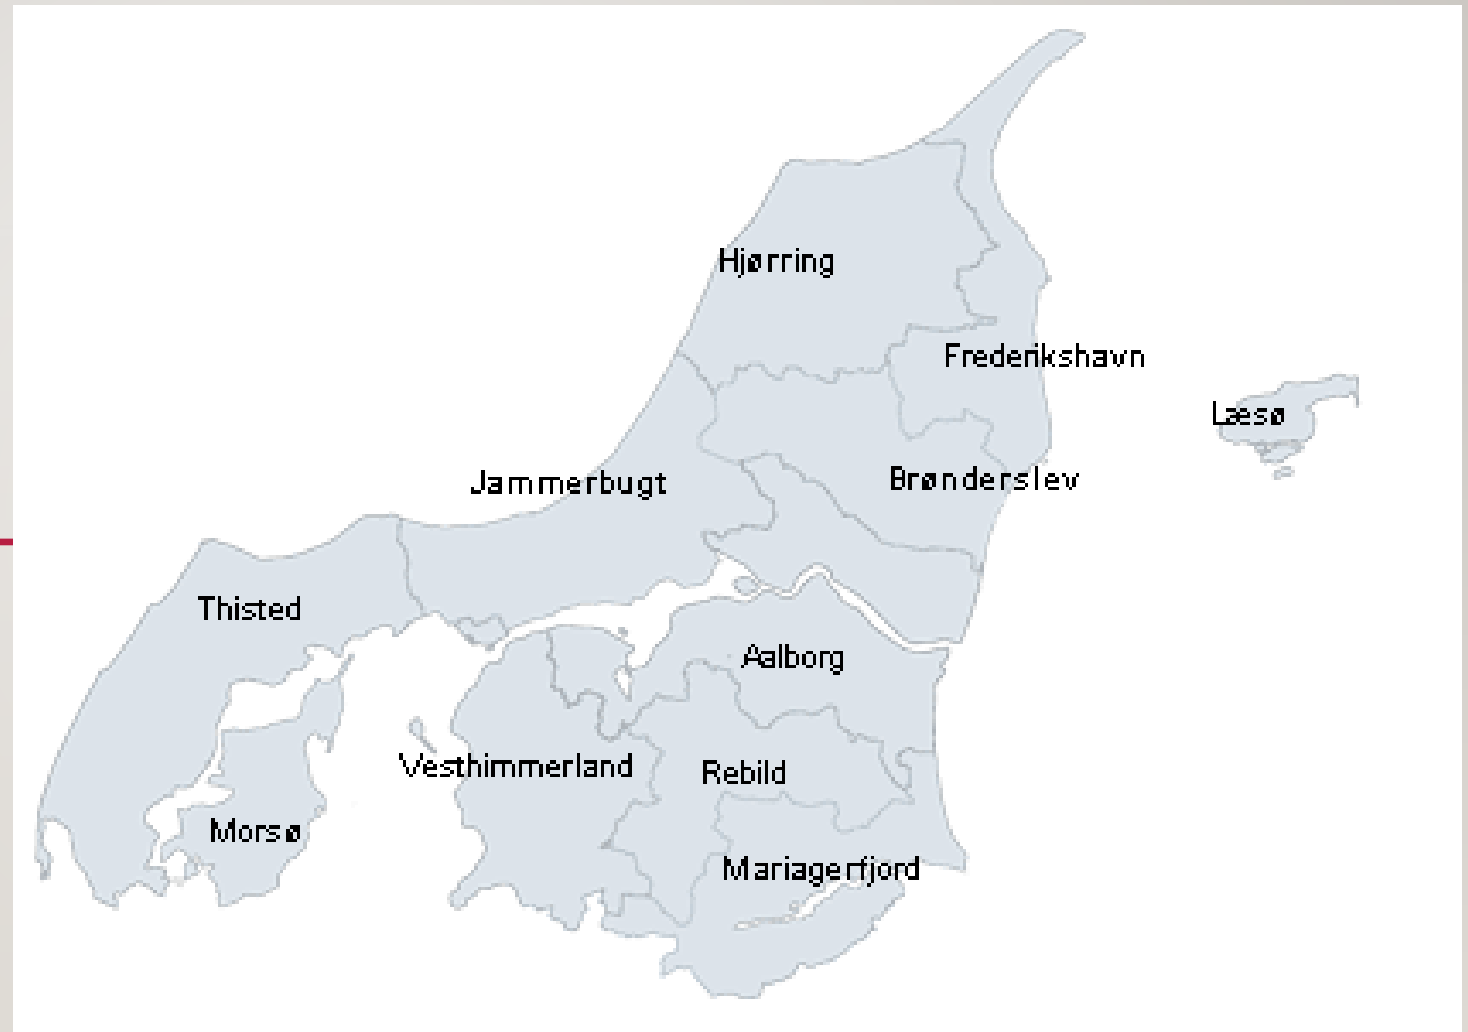 Hjørring
Frederikshavn
Læsø
Brønderslev
Jammerbugt
Thisted
Aalborg
Vesthimmerland
Rebild
Morsø
Mariagerfjord